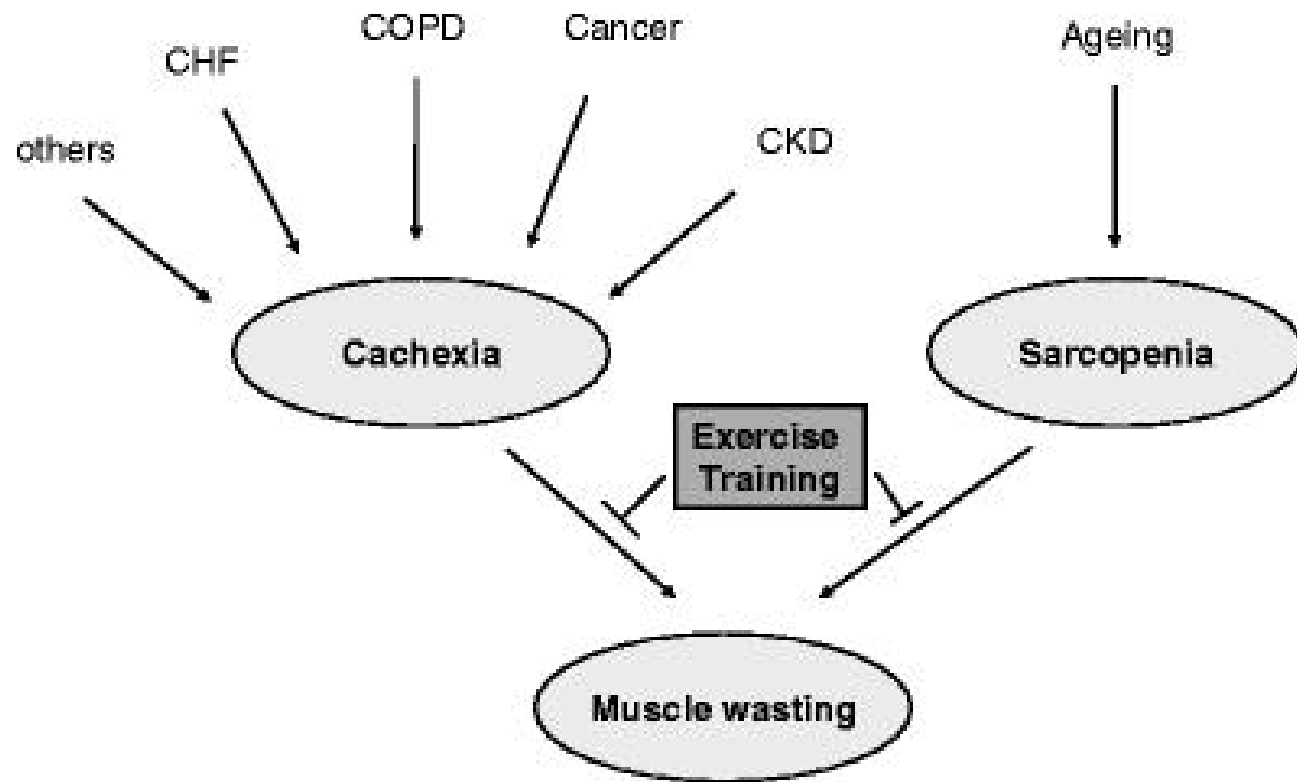 COPD
Cancer
Ageing
CHF
others
CKD
Cachexia
Sarcopenia
Exercise
Training
Muscle wasting